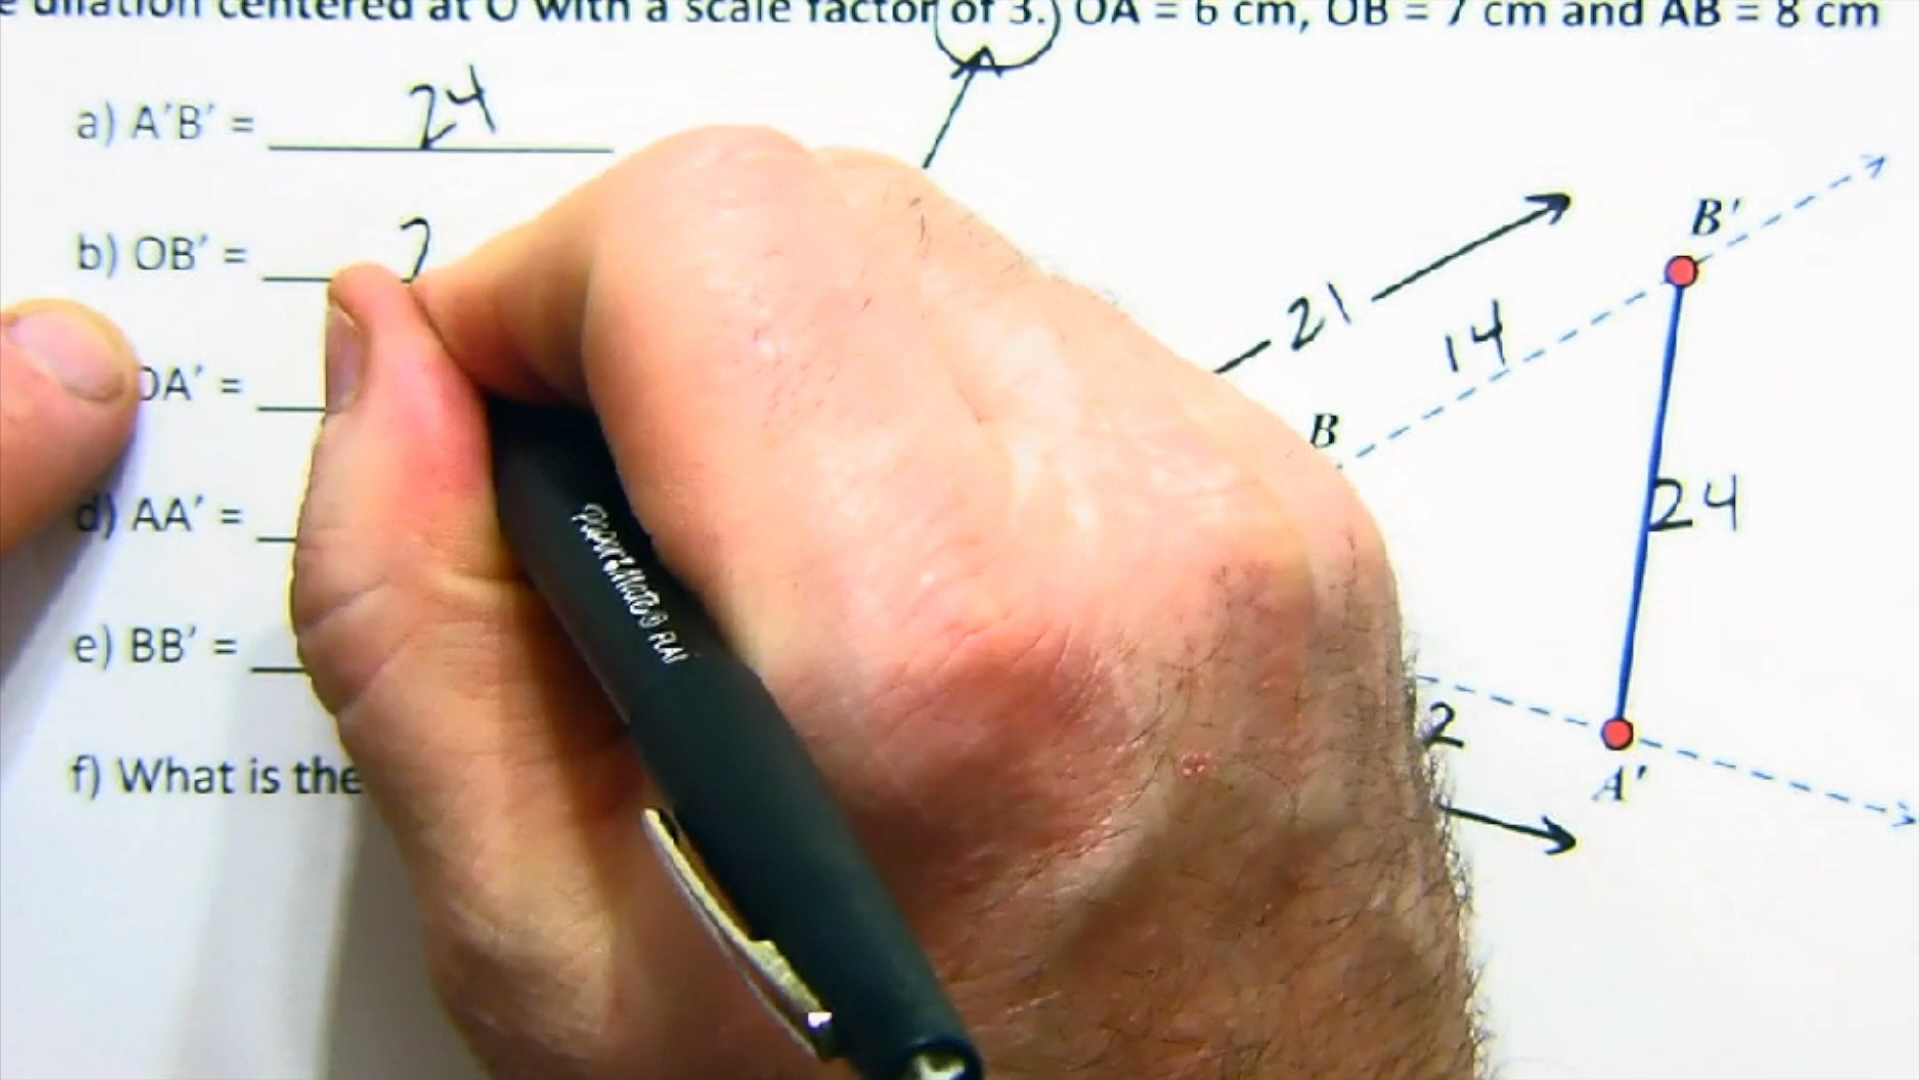 e dilation centered at O with a scale factor of 3. OA = 6 cm, OB = 7 cm and AB = 8 cm
a) A'B' = 24
b) OB' = 2
OA' =
d) AA' =
e) BB' =
f) What is the
B'
21
14
B
24
2
A'